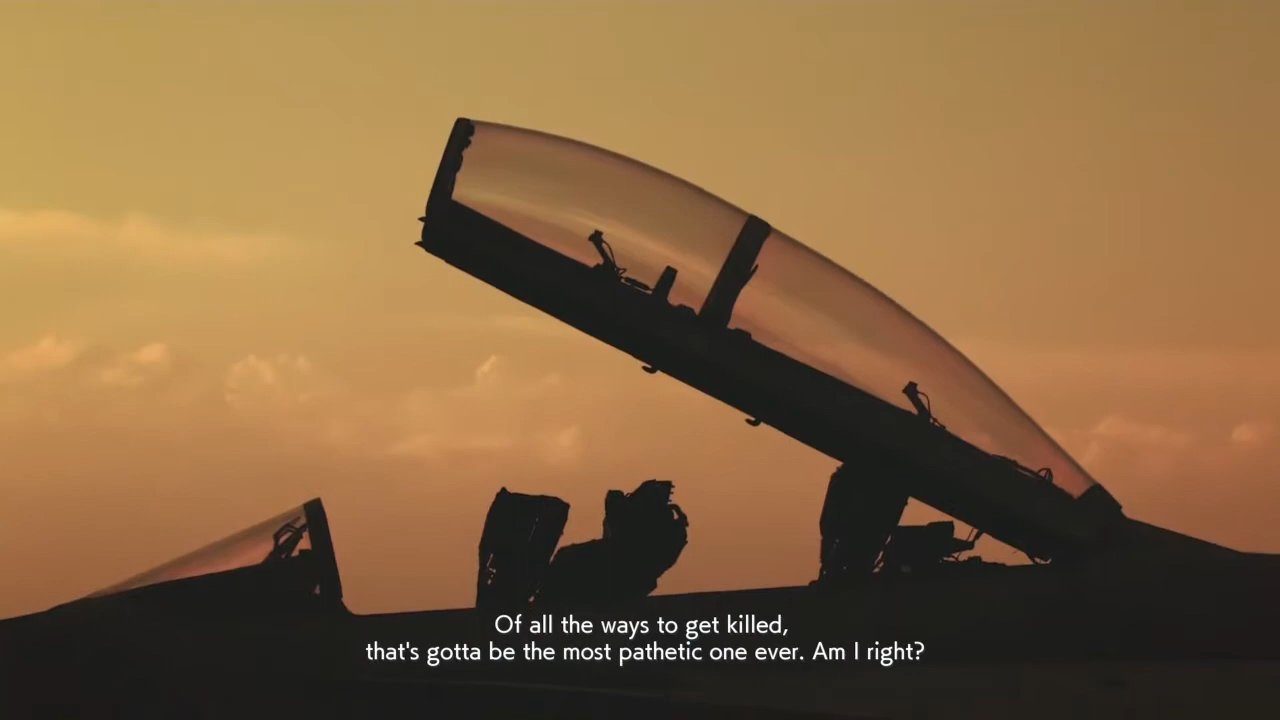 Of all the ways to get killed,
that's gotta be the most pathetic one ever. Am I right?